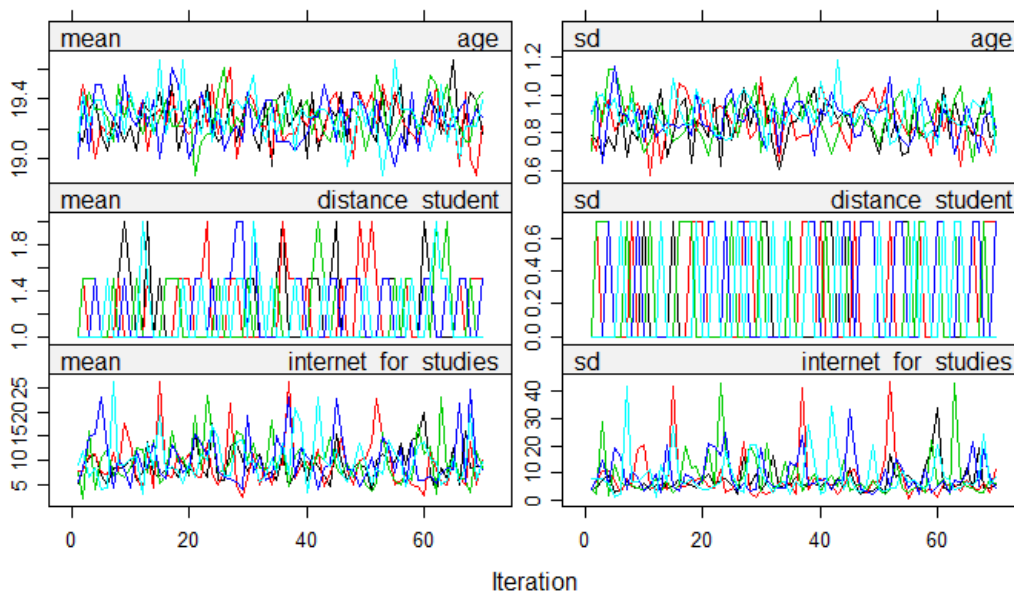 mean age
sd age
19.0 19.4
0.6 0.8 1.0 1.2
mean distance student
sd distance student
1.0 1.4 1.8
0.0 0.2 0.4 0.6
mean internet for studies
sd internet for studies
5 10 15 20 25
0 10 20 30 40
0 20 40 60
0 20 40 60
Iteration